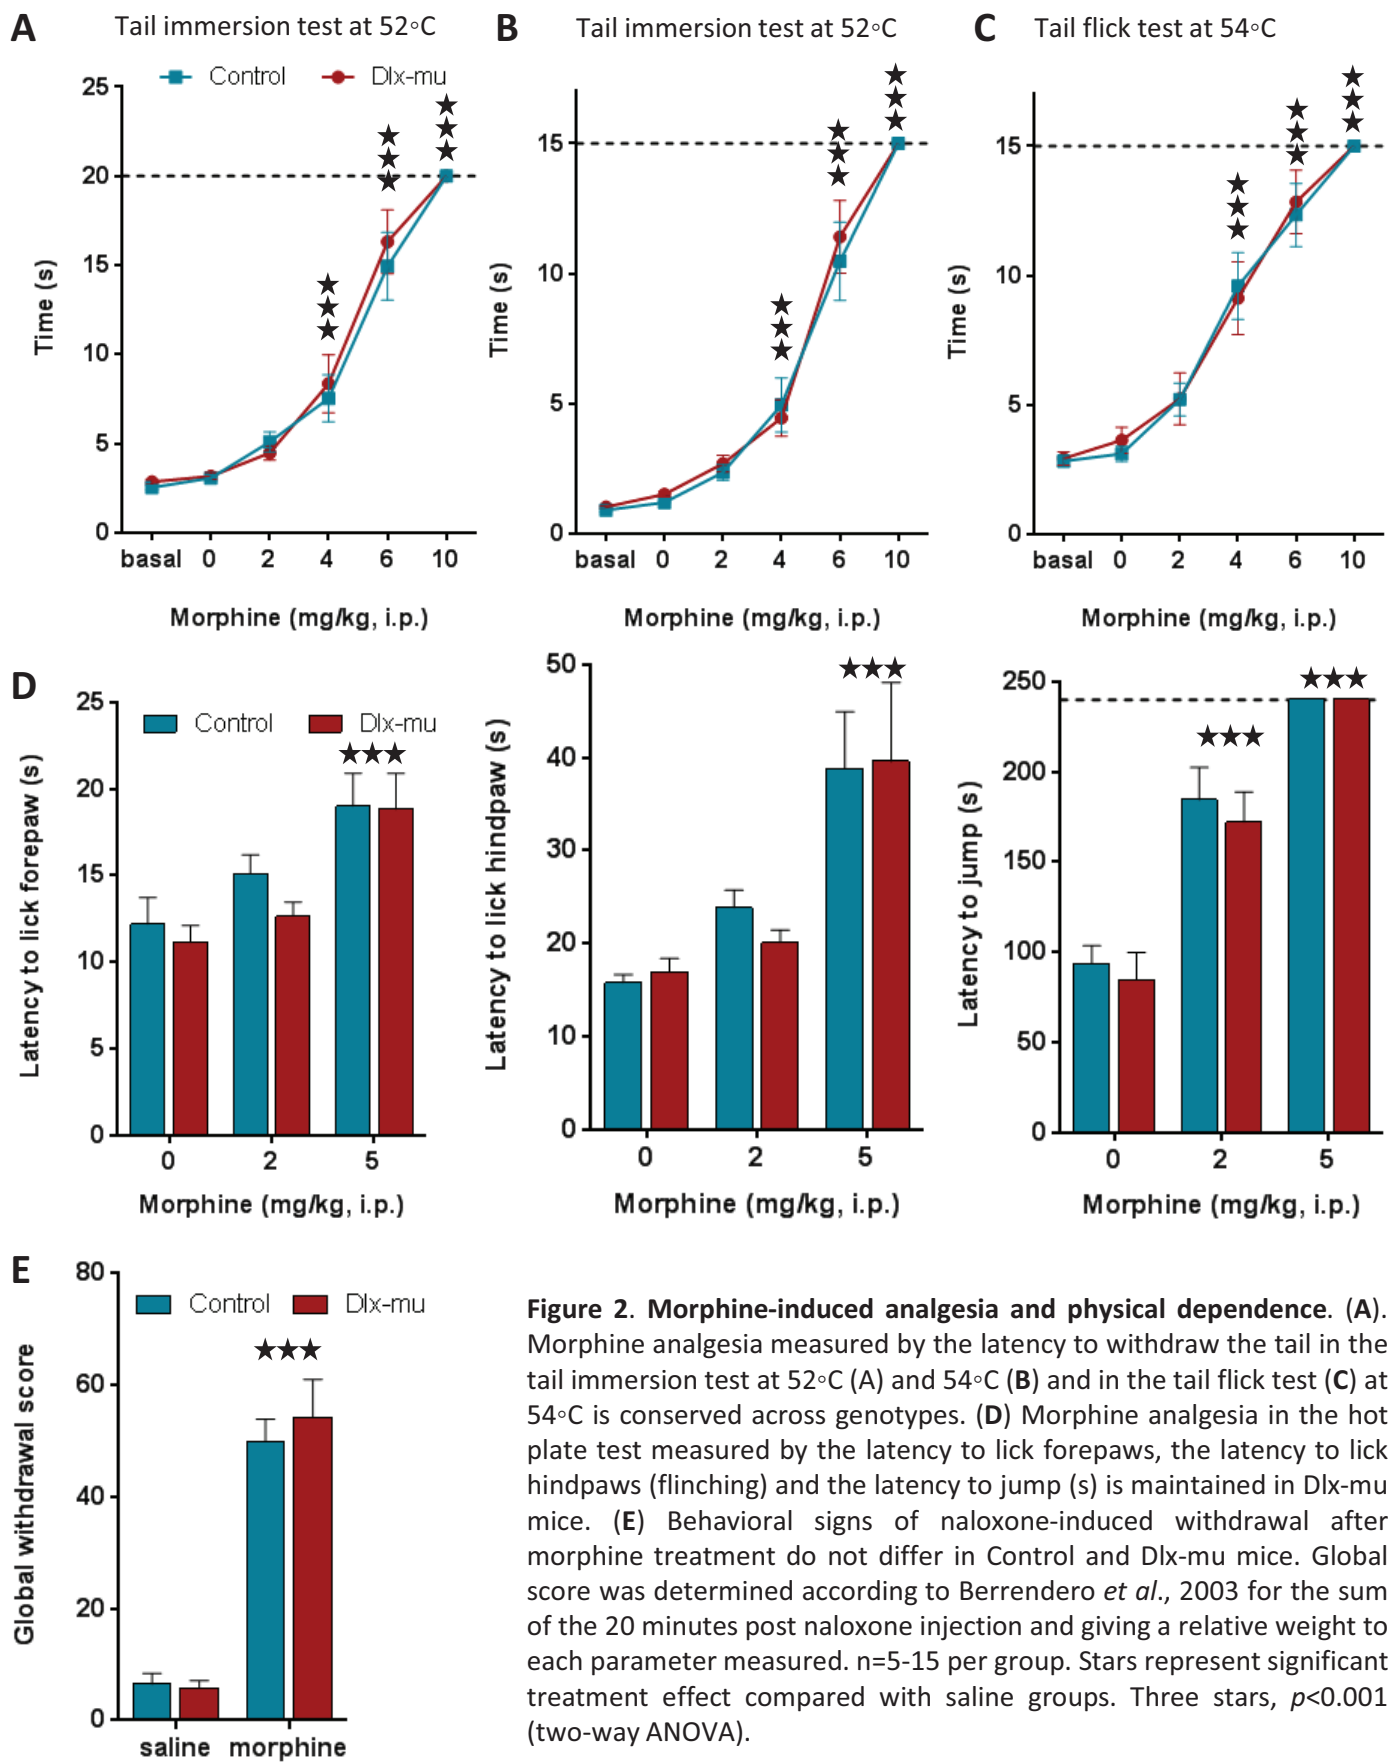 A Tail immersion test at 52◦C
Control Dlx-mu
25
20
15
10
5
0
Time (s)
basal 0 2 4 6 10
Morphine (mg/kg, i.p.)
B Tail immersion test at 52◦C
15
10
5
0
Time (s)
basal 0 2 4 6 10
Morphine (mg/kg, i.p.)
C Tail flick test at 54◦C
15
10
5
0
Time (s)
basal 0 2 4 6 10
Morphine (mg/kg, i.p.)
D
Control Dlx-mu
25
20
15
10
5
0
Latency to lick forepaw (s)
0 2 5
Morphine (mg/kg, i.p.)
50
40
30
20
10
0
Latency to lick hindpaw (s)
0 2 5
Morphine (mg/kg, i.p.)
250
200
150
100
50
0
Latency to jump (s)
0 2 5
Morphine (mg/kg, i.p.)
E
Control Dlx-mu
80
60
40
20
0
Global withdrawal score
saline morphine
Figure 2. Morphine-induced analgesia and physical dependence. (A).
Morphine analgesia measured by the latency to withdraw the tail in the
tail immersion test at 52◦C (A) and 54◦C (B) and in the tail flick test (C) at
54◦C is conserved across genotypes. (D) Morphine analgesia in the hot
plate test measured by the latency to lick forepaws, the latency to lick
hindpaws (flinching) and the latency to jump (s) is maintained in Dlx-mu
mice. (E) Behavioral signs of naloxone-induced withdrawal after
morphine treatment do not differ in Control and Dlx-mu mice. Global
score was determined according to Berrendero et al., 2003 for the sum
of the 20 minutes post naloxone injection and giving a relative weight to
each parameter measured. n=5-15 per group. Stars represent significant
treatment effect compared with saline groups. Three stars, p<0.001
(two-way ANOVA).